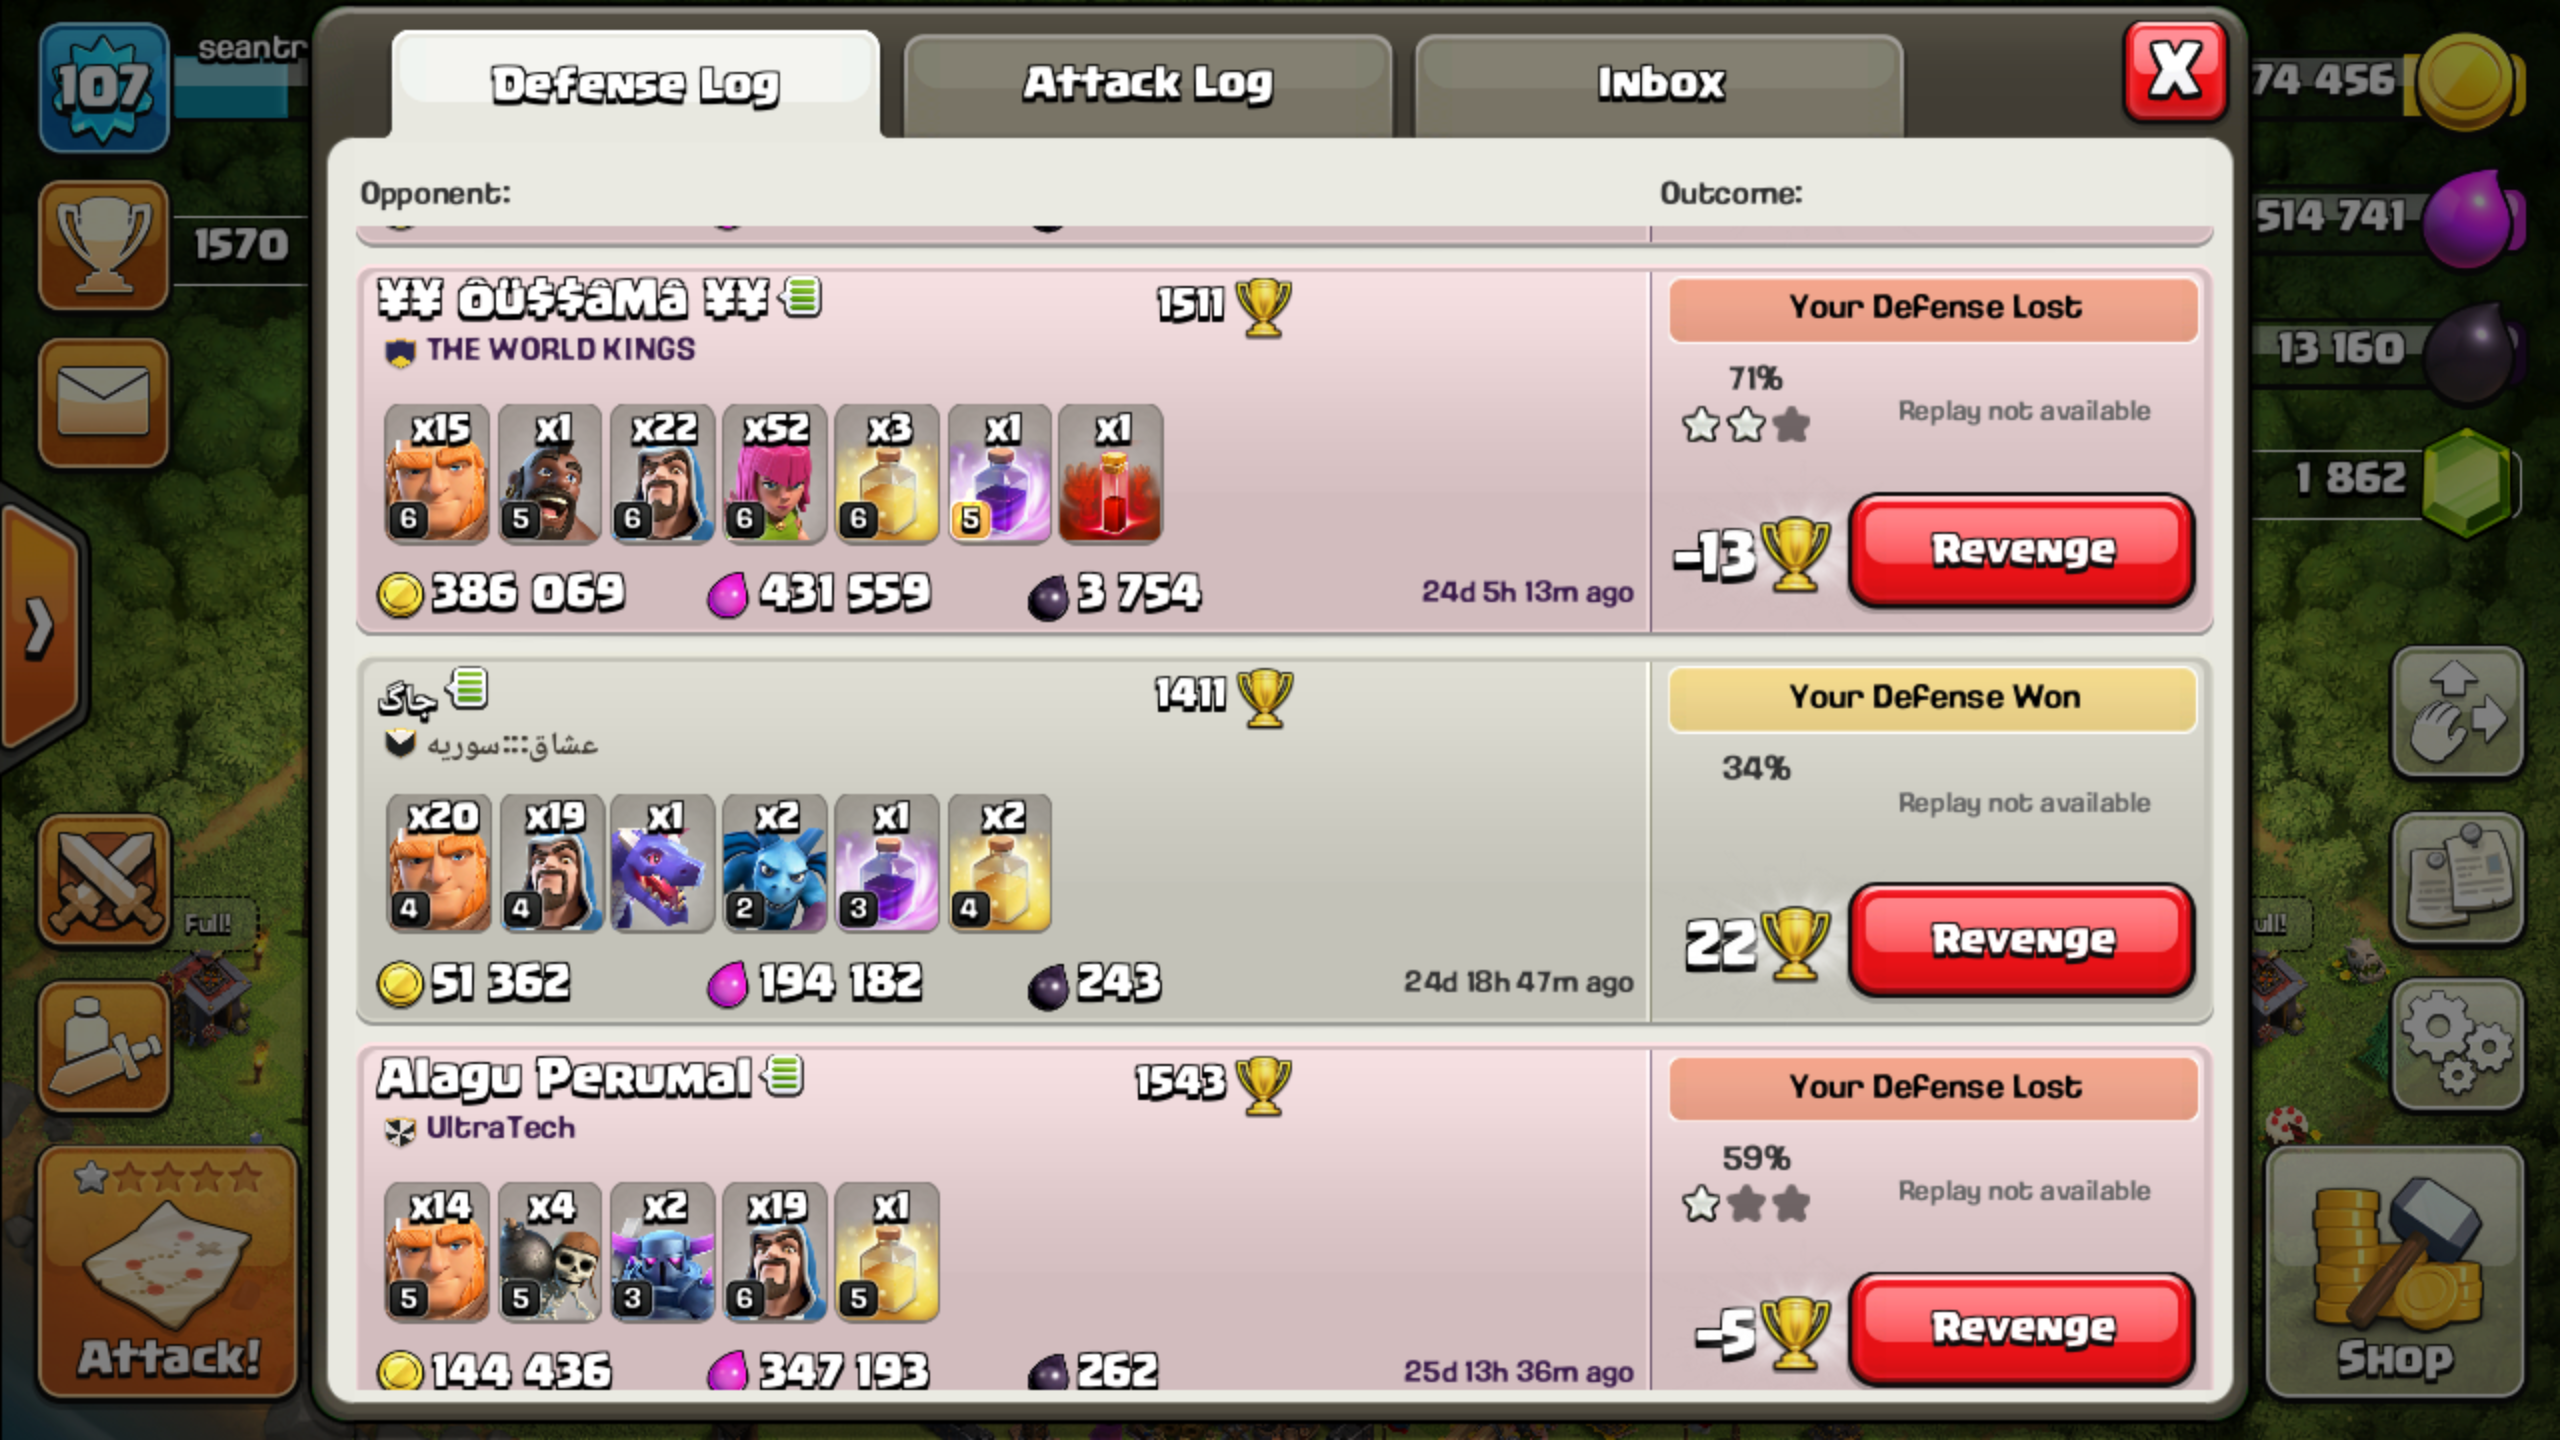 107
seantr
1570
Full!
Attack!
Defense Log
Attack Log
Inbox
X
Opponent:
Outcome:
¥¥ ôü$$âMâ ¥¥
1511
THE WORLD KINGS
x15 x1 x22 x52 x3 x1 x1
6 5 6 6 6 5
386 069 431 559 3 754
24d 5h 13m ago
Your Defense Lost
71%
Replay not available
-13
Revenge
جاگ
1411
عشاق:::سوريه
x20 x19 x1 x2 x1 x2
4 4 2 3 4
51 362 194 182 243
24d 18h 47m ago
Your Defense Won
34%
Replay not available
22
Revenge
Alagu Perumal
1543
UltraTech
x14 x4 x2 x19 x1
5 5 3 6 5
144 436 347 193 262
25d 13h 36m ago
Your Defense Lost
59%
Replay not available
-5
Revenge
74 456
514 741
13 160
1 862
ull!
Shop